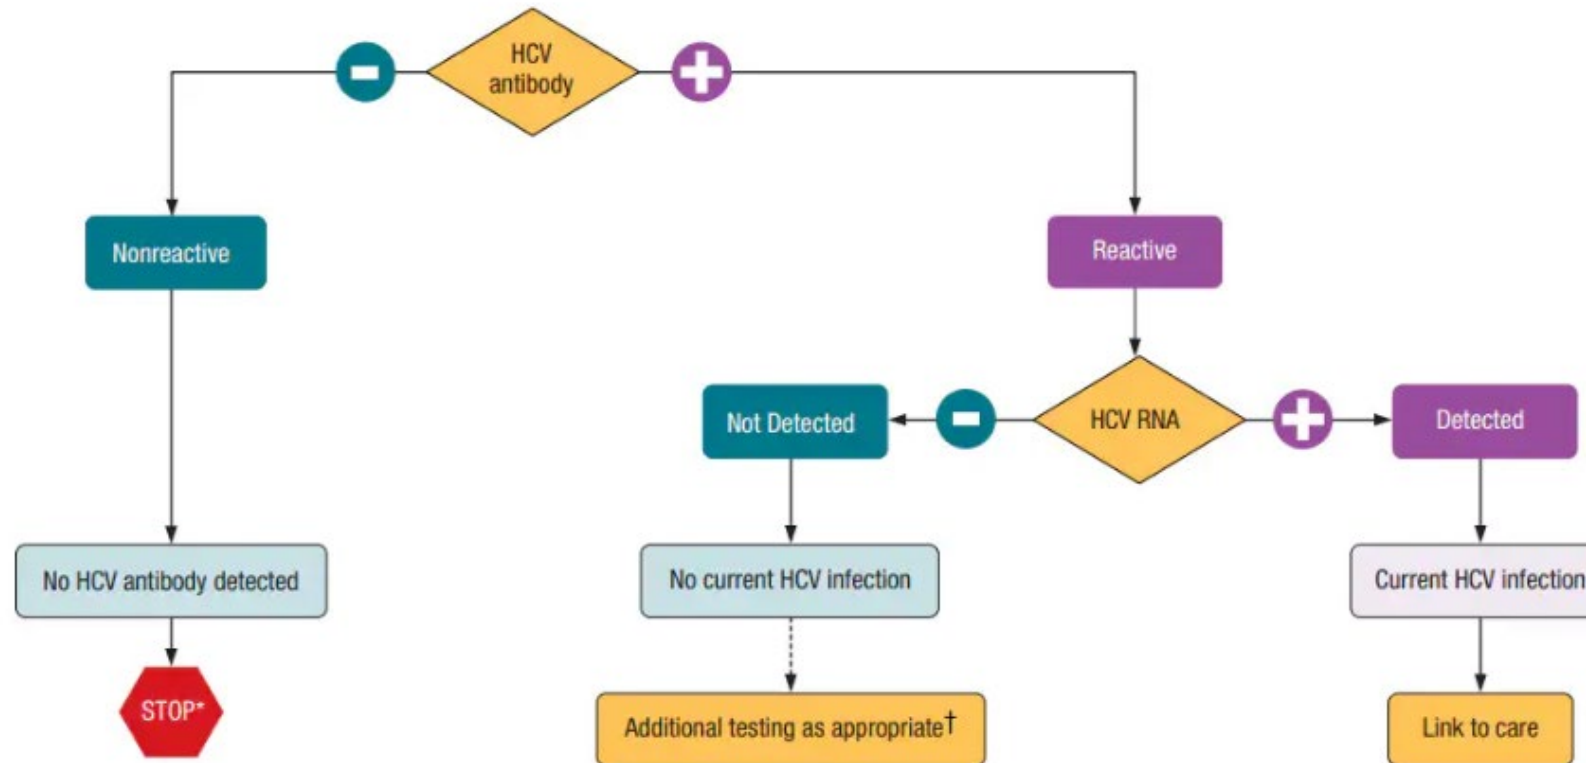 HCV
antibody
Nonreactive
Reactive
Not Detected
HCV RNA
Detected
No HCV antibody detected
No current HCV infection
Current HCV infection
STOP*
Additional testing as appropriate†
Link to care